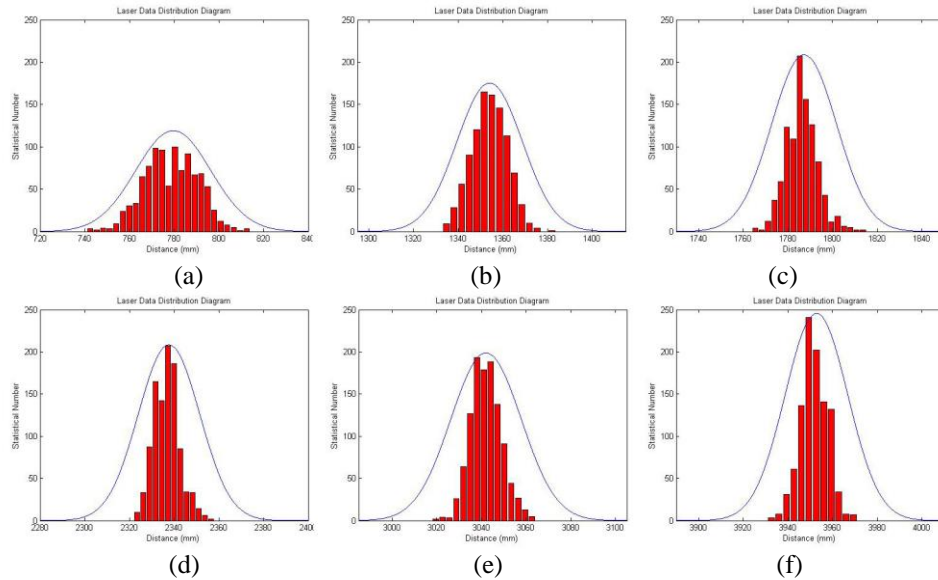 Laser Data Distribution Diagram Laser Data Distribution Diagram Laser Data Distribution Diagram
250 250 250
200 200 200
150 150 150
100 100 100
50 50 50
0 0 0
Statistical Number Statistical Number Statistical Number
720 740 760 780 800 820 840 1300 1320 1340 1360 1380 1400 1740 1760 1780 1800 1820 1840
Distance (mm) Distance (mm) Distance (mm)
(a) (b) (c)
Laser Data Distribution Diagram Laser Data Distribution Diagram Laser Data Distribution Diagram
250 250 250
200 200 200
150 150 150
100 100 100
50 50 50
0 0 0
Statistical Number Statistical Number Statistical Number
2280 2300 2320 2340 2360 2380 2400 3000 3020 3040 3060 3080 3100 3900 3920 3940 3960 3980 4000
Distance (mm) Distance (mm) Distance (mm)
(d) (e) (f)